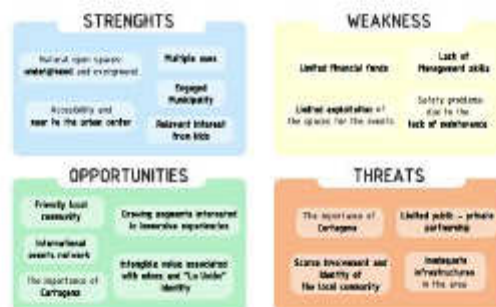 STRENGHTS
Natural open spaces
underground and overground
Multiple uses
Engaged
Municipality
Accesibility and
near to the urban center
Relevant interest
from kids
WEAKNESS
Limited financial funds
Lack of
Management skills
Limited exploitation of
the spaces for the events
Safety problems
due to the
lack of maintenance
OPPORTUNITIES
Friendly local
community
Growing segments interested
in immersive experiencies
International
events network
Intangible value associated
with mines and "La Unión"
identity
The importance of
Cartagena
THREATS
The importance of
Cartagena
Limited public - private
partnership
Scarse involvement and
identity of
the local community
Inadequate
infrastructures
in the area